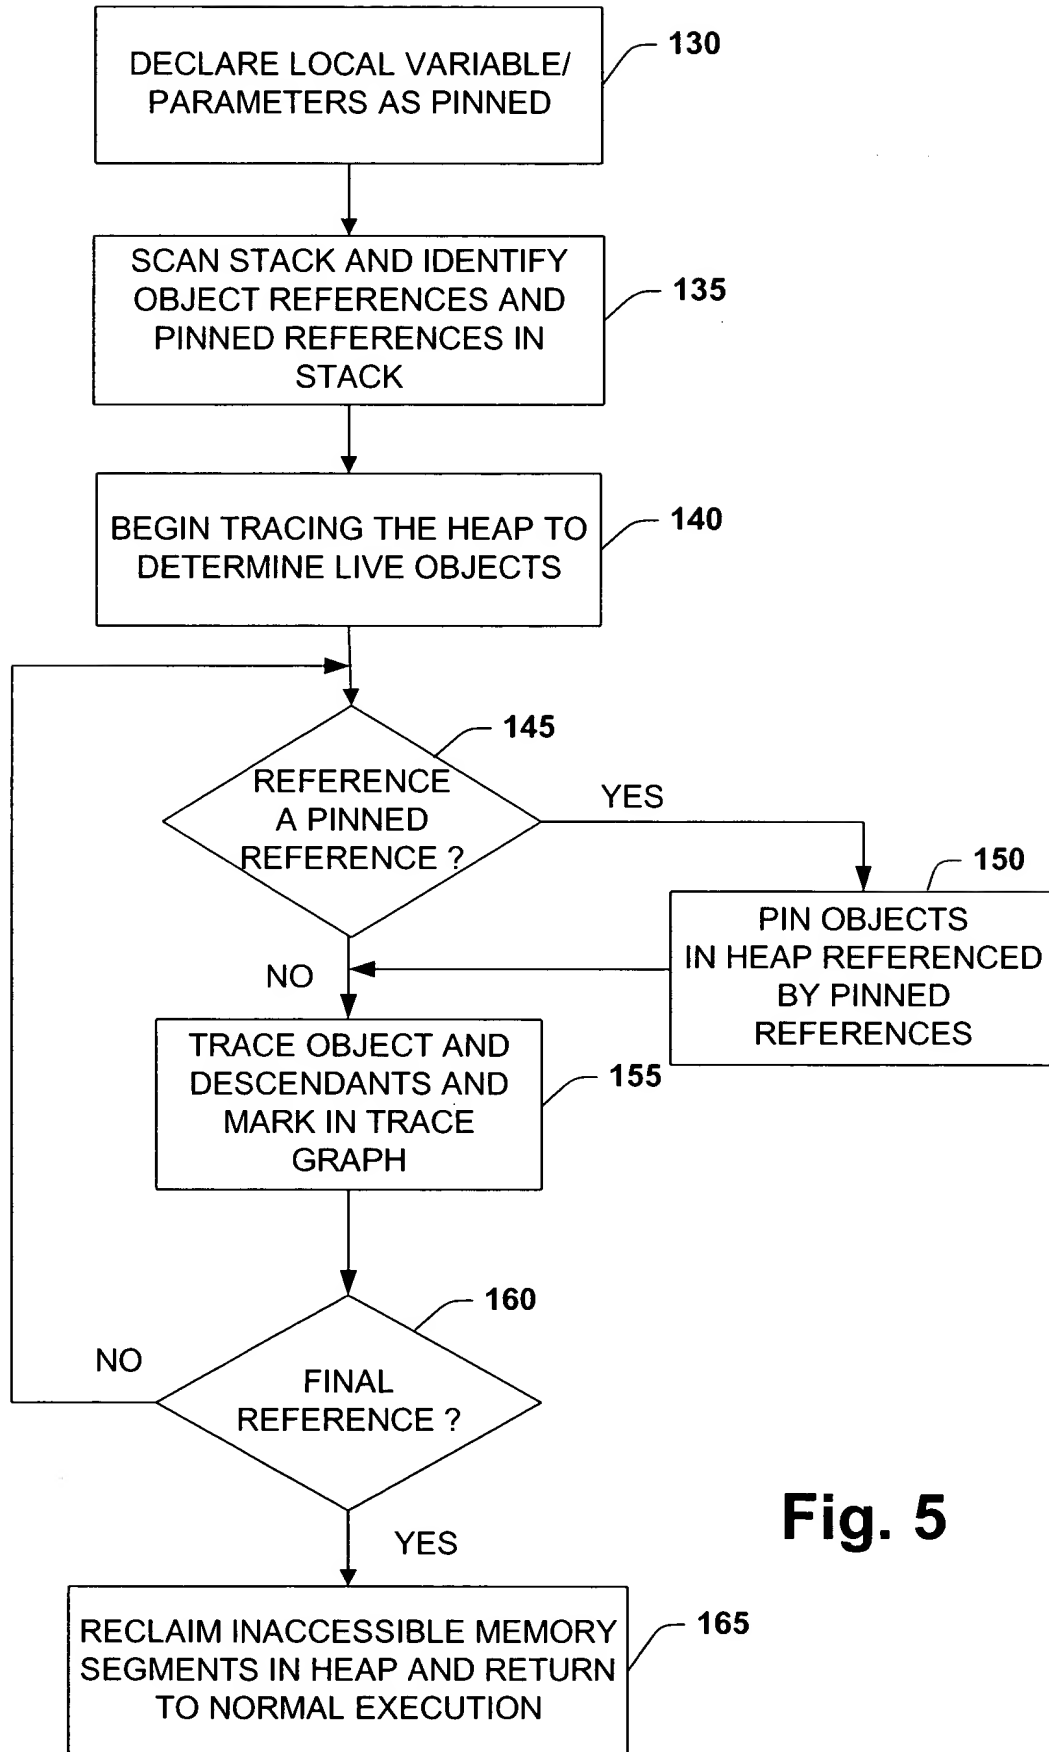 DECLARE LOCAL VARIABLE/
PARAMETERS AS PINNED
130
SCAN STACK AND IDENTIFY
OBJECT REFERENCES AND
PINNED REFERENCES IN
STACK
135
BEGIN TRACING THE HEAP TO
DETERMINE LIVE OBJECTS
140
145
REFERENCE
A PINNED
REFERENCE ?
YES
150
PIN OBJECTS
IN HEAP REFERENCED
BY PINNED
REFERENCES
NO
TRACE OBJECT AND
DESCENDANTS AND
MARK IN TRACE
GRAPH
155
160
NO
FINAL
REFERENCE ?
YES
Fig. 5
RECLAIM INACCESSIBLE MEMORY
SEGMENTS IN HEAP AND RETURN
TO NORMAL EXECUTION
165